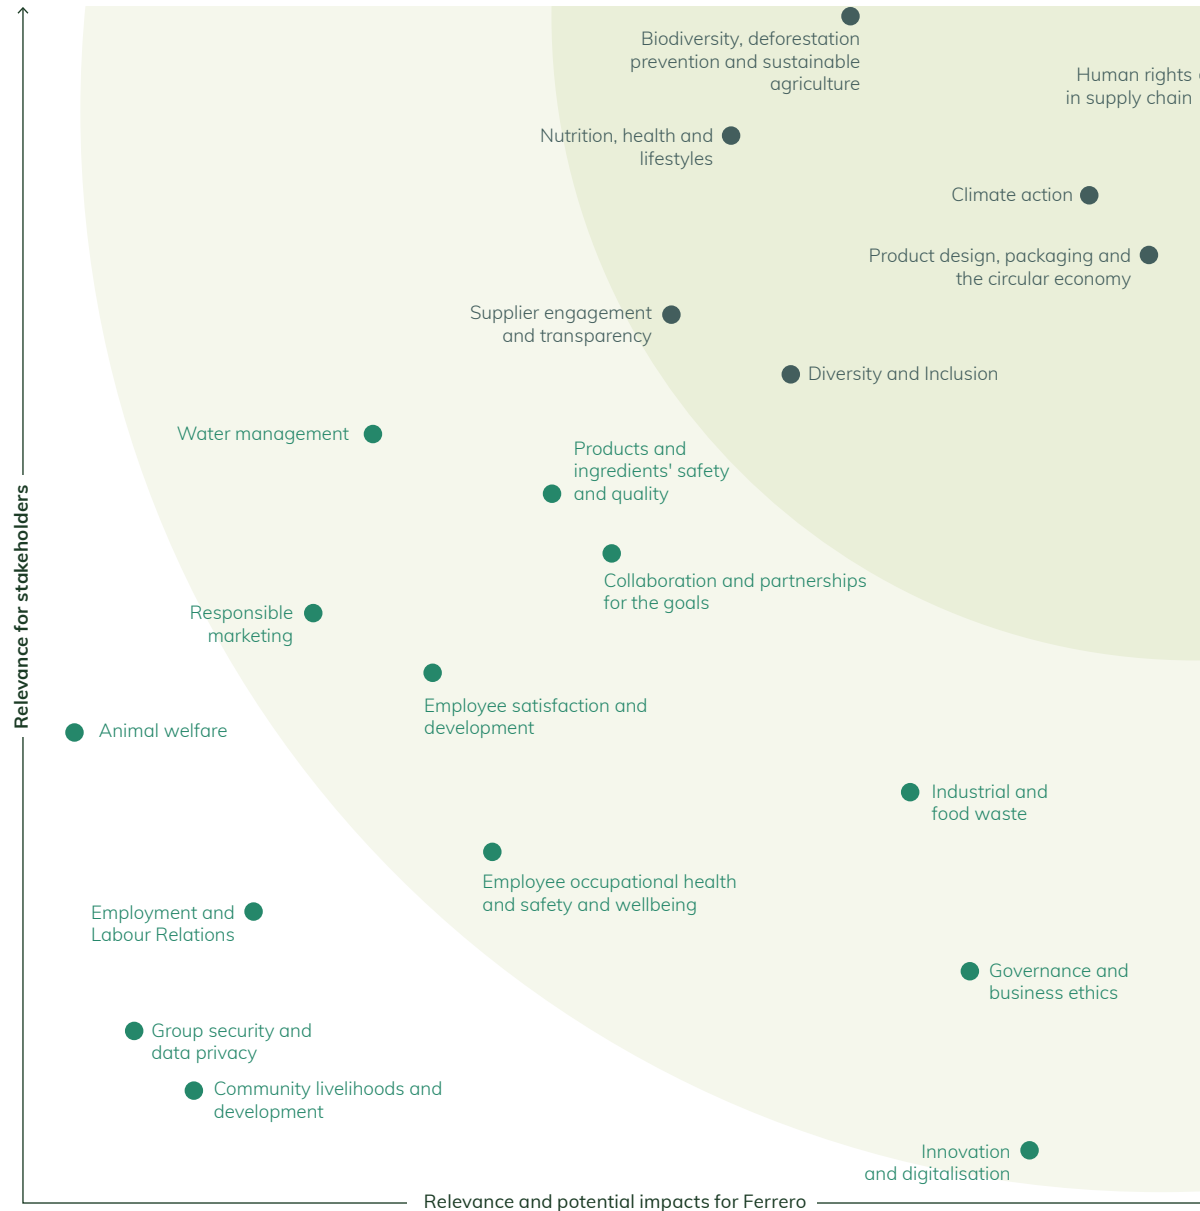 Biodiversity, deforestation
prevention and sustainable
agriculture
Human rights
in supply chain
Nutrition, health and
lifestyles
Climate action
Product design, packaging and
the circular economy
Supplier engagement
and transparency
Diversity and Inclusion
Water management
Products and
ingredients' safety
and quality
Relevance for stakeholders
Collaboration and partnerships
for the goals
Responsible
marketing
Employee satisfaction and
development
Animal welfare
Industrial and
food waste
Employee occupational health
and safety and wellbeing
Employment and
Labour Relations
Governance and
business ethics
Group security and
data privacy
Community livelihoods and
development
Innovation
and digitalisation
Relevance and potential impacts for Ferrero